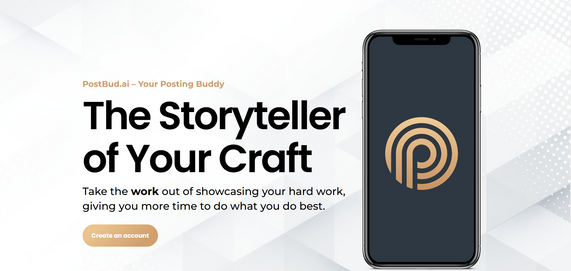 PostBud.ai – Your Posting Buddy
The Storyteller
of Your Craft
Take the work out of showcasing your hard work,
giving you more time to do what you do best.
Create an account